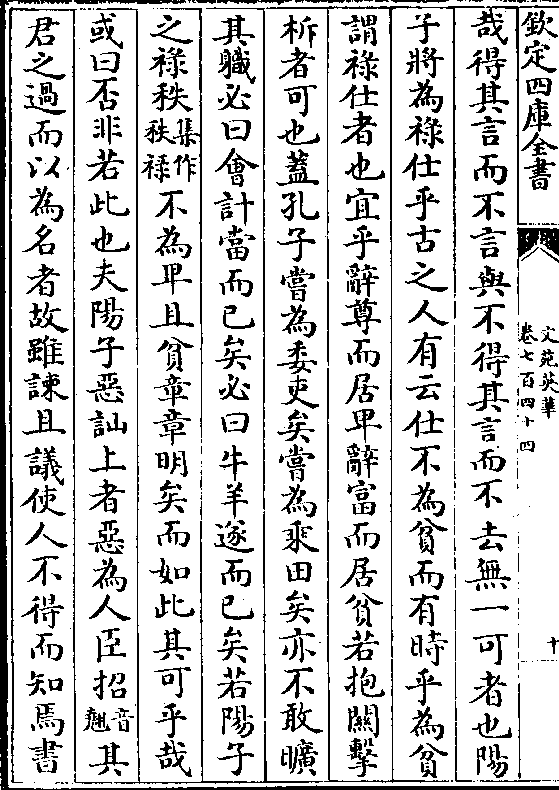 欽定四庫全書
文苑英華
卷七百四十四
十
哉得其言而不言與不得其言而不去無一可者也陽
子將為祿仕乎古之人有云仕不為貧而有時乎為貧
謂祿仕者也宜乎辭尊而居卑辭富而居貧若抱關擊
柝者可也蓋孔子嘗為委吏矣嘗為乗田矣亦不敢曠
其職必曰會計當而已矣必曰牛羊遂而已矣若陽子
之祿秩集作秩祿不為卑且貧章章明矣而如此其可乎哉
或曰否非若此也夫陽子惡訕上者惡為人臣招音翹其
君之過而以為名者故雖諫且議使人不得而知焉書